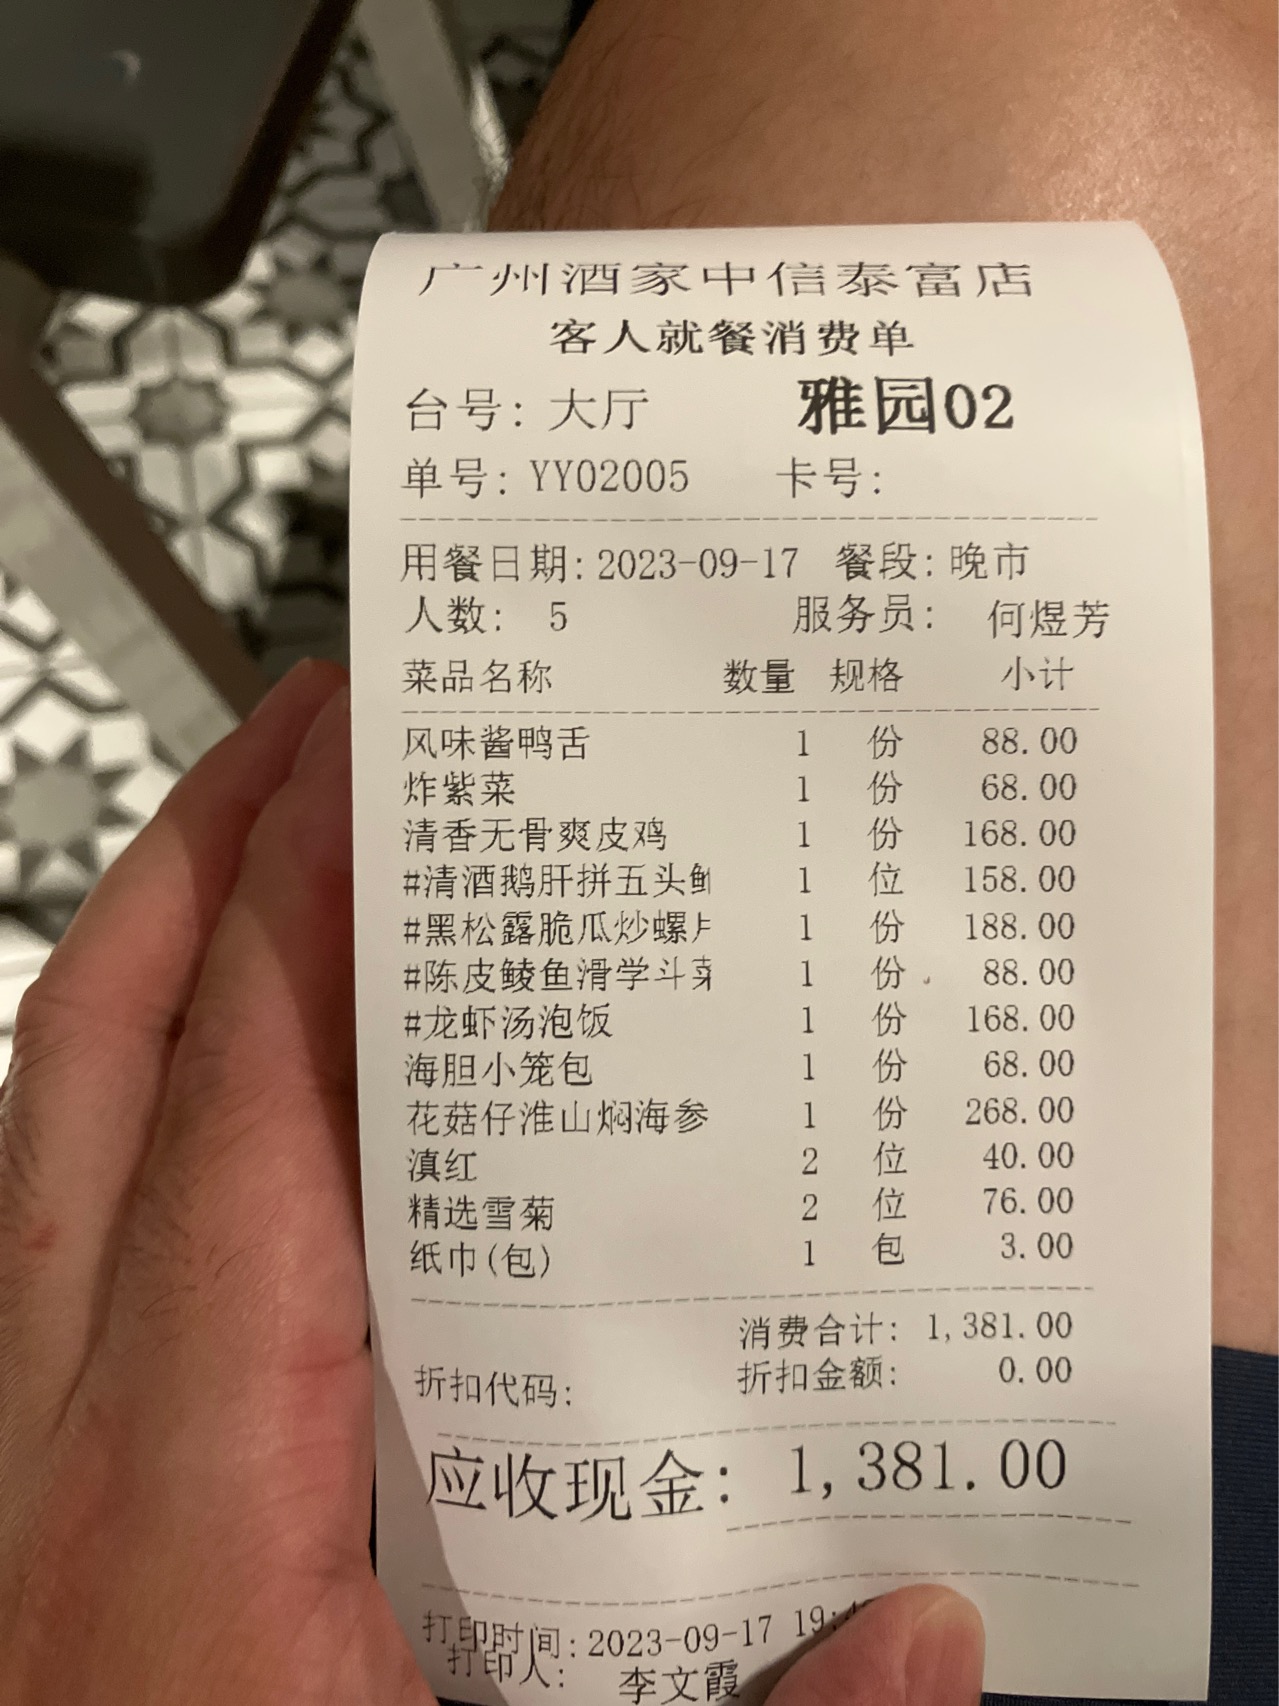 广州酒家中信泰富店
客人就餐消费单
台号: 大厅 雅园02
单号: YY02005 卡号:
用餐日期: 2023-09-17 餐段: 晚市
人数: 5 服务员: 何煜芳
菜品名称 数量 规格 小计
风味酱鸭舌 1 份 88.00
炸紫菜 1 份 68.00
清香无骨爽皮鸡 1 份 168.00
#清酒鹅肝拼五头 1 位 158.00
#黑松露脆瓜炒螺 1 份 188.00
#陈皮鲮鱼滑学斗 1 份 88.00
#龙虾汤泡饭 1 份 168.00
海胆小笼包 1 份 68.00
花菇仔淮山焖海参 1 份 268.00
滇红 2 位 40.00
精选雪菊 2 位 76.00
纸巾(包) 1 包 3.00
消费合计: 1,381.00
折扣代码: 折扣金额: 0.00
应收现金: 1,381.00
打印时间: 2023-09-17 19:
打印人: 李文霞